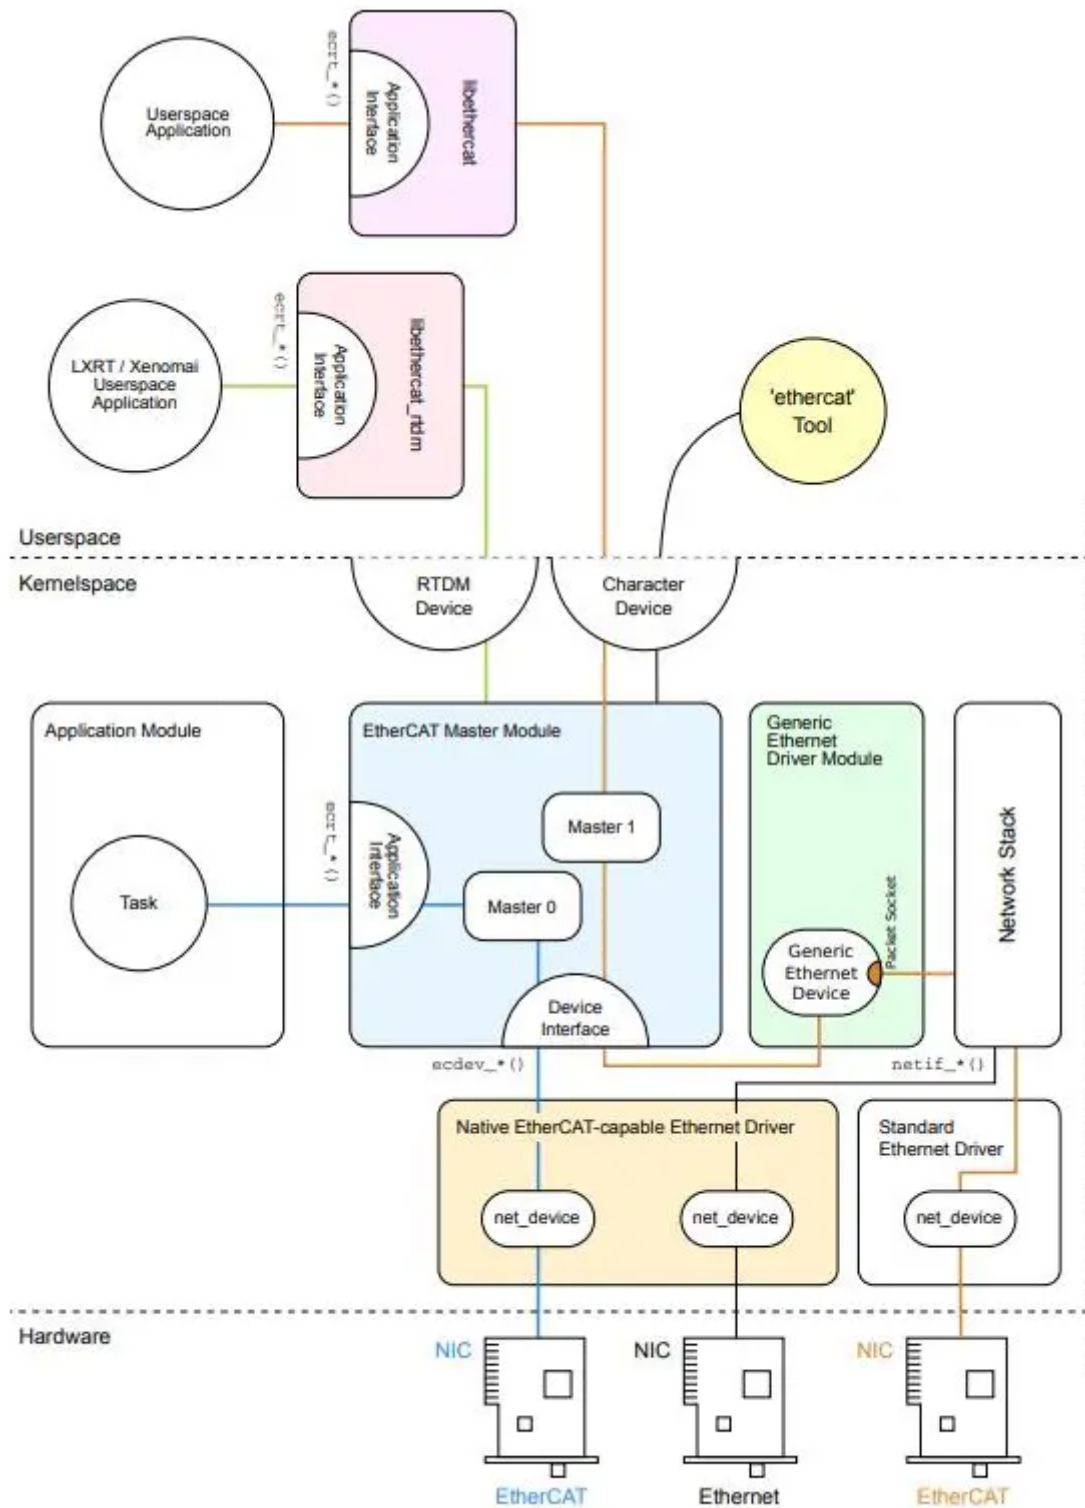 Userspace
Application
ecrt_*()
Application
Interface
libethercat
LXRT / Xenomai
Userspace
Application
ecrt_*()
Application
Interface
libethercat_rtdm
'ethercat'
Tool
Userspace
Kernelspace
RTDM
Device
Character
Device
Application Module
Task
EtherCAT Master Module
ecrt_*()
Application
Interface
Master 1
Master 0
Device
Interface
Generic
Ethernet
Driver Module
Packet Socket
Generic
Ethernet
Device
Network Stack
ecdev_*()
netif_*()
Native EtherCAT-capable Ethernet Driver
net_device
net_device
Standard
Ethernet Driver
net_device
Hardware
NIC
NIC
NIC
EtherCAT
Ethernet
EtherCAT